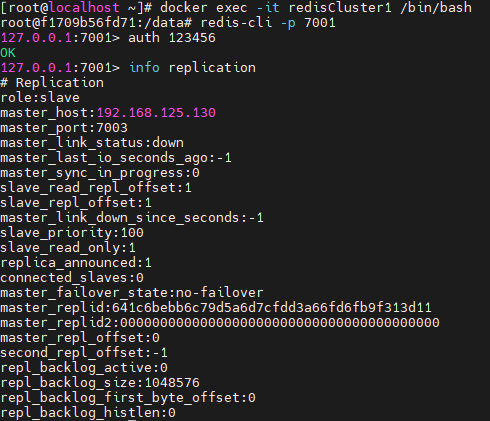 [root@localhost ~]# docker exec -it redisCluster1 /bin/bash
root@f1709b56fd71:/data# redis-cli -p 7001
127.0.0.1:7001> auth 123456
OK
127.0.0.1:7001> info replication
# Replication
role:slave
master_host:192.168.125.130
master_port:7003
master_link_status:down
master_last_io_seconds_ago:-1
master_sync_in_progress:0
slave_read_repl_offset:1
slave_repl_offset:1
master_link_down_since_seconds:-1
slave_priority:100
slave_read_only:1
replica_announced:1
connected_slaves:0
master_failover_state:no-failover
master_replid:641c6bebb6c79d5a6d7cfdd3a66fd6fb9f313d11
master_replid2:0000000000000000000000000000000000000000
master_repl_offset:0
second_repl_offset:-1
repl_backlog_active:0
repl_backlog_size:1048576
repl_backlog_first_byte_offset:0
repl_backlog_histlen:0